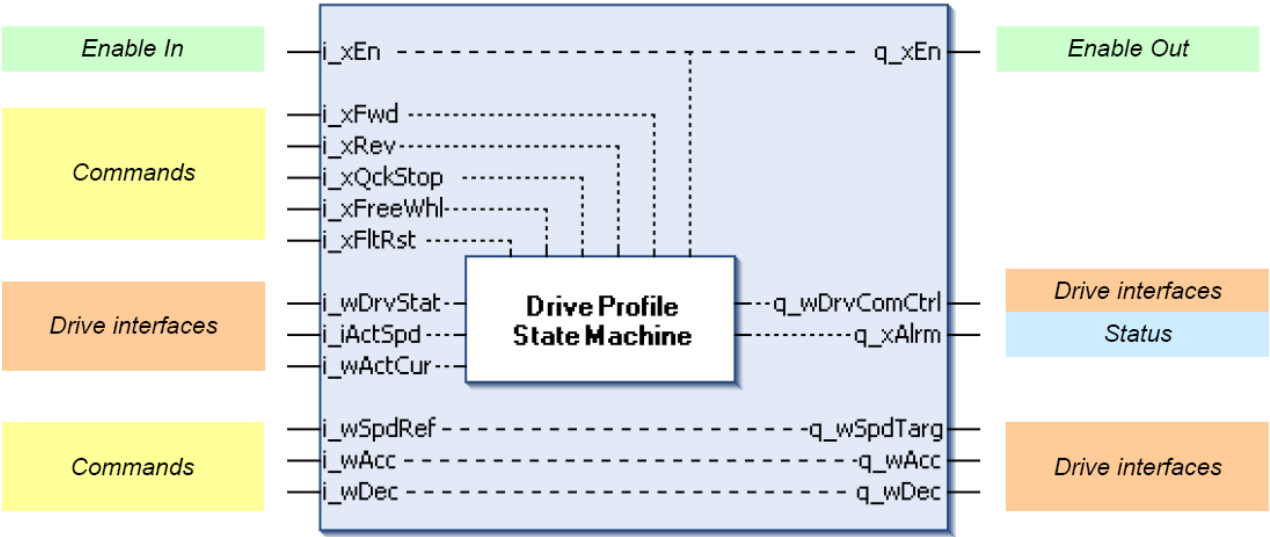 Enable In
i_xEn
q_xEn
Enable Out
Commands
i_xFwd
i_xRev
i_xQckStop
i_xFreeWhl
i_xFltRst
Drive interfaces
i_wDrvStat
i_iActSpd
i_wActCur
Drive Profile
State Machine
q_wDrvComCtrl
q_xAlrm
Drive interfaces
Status
Commands
i_wSpdRef
i_wAcc
i_wDec
q_wSpdTarg
q_wAcc
q_wDec
Drive interfaces